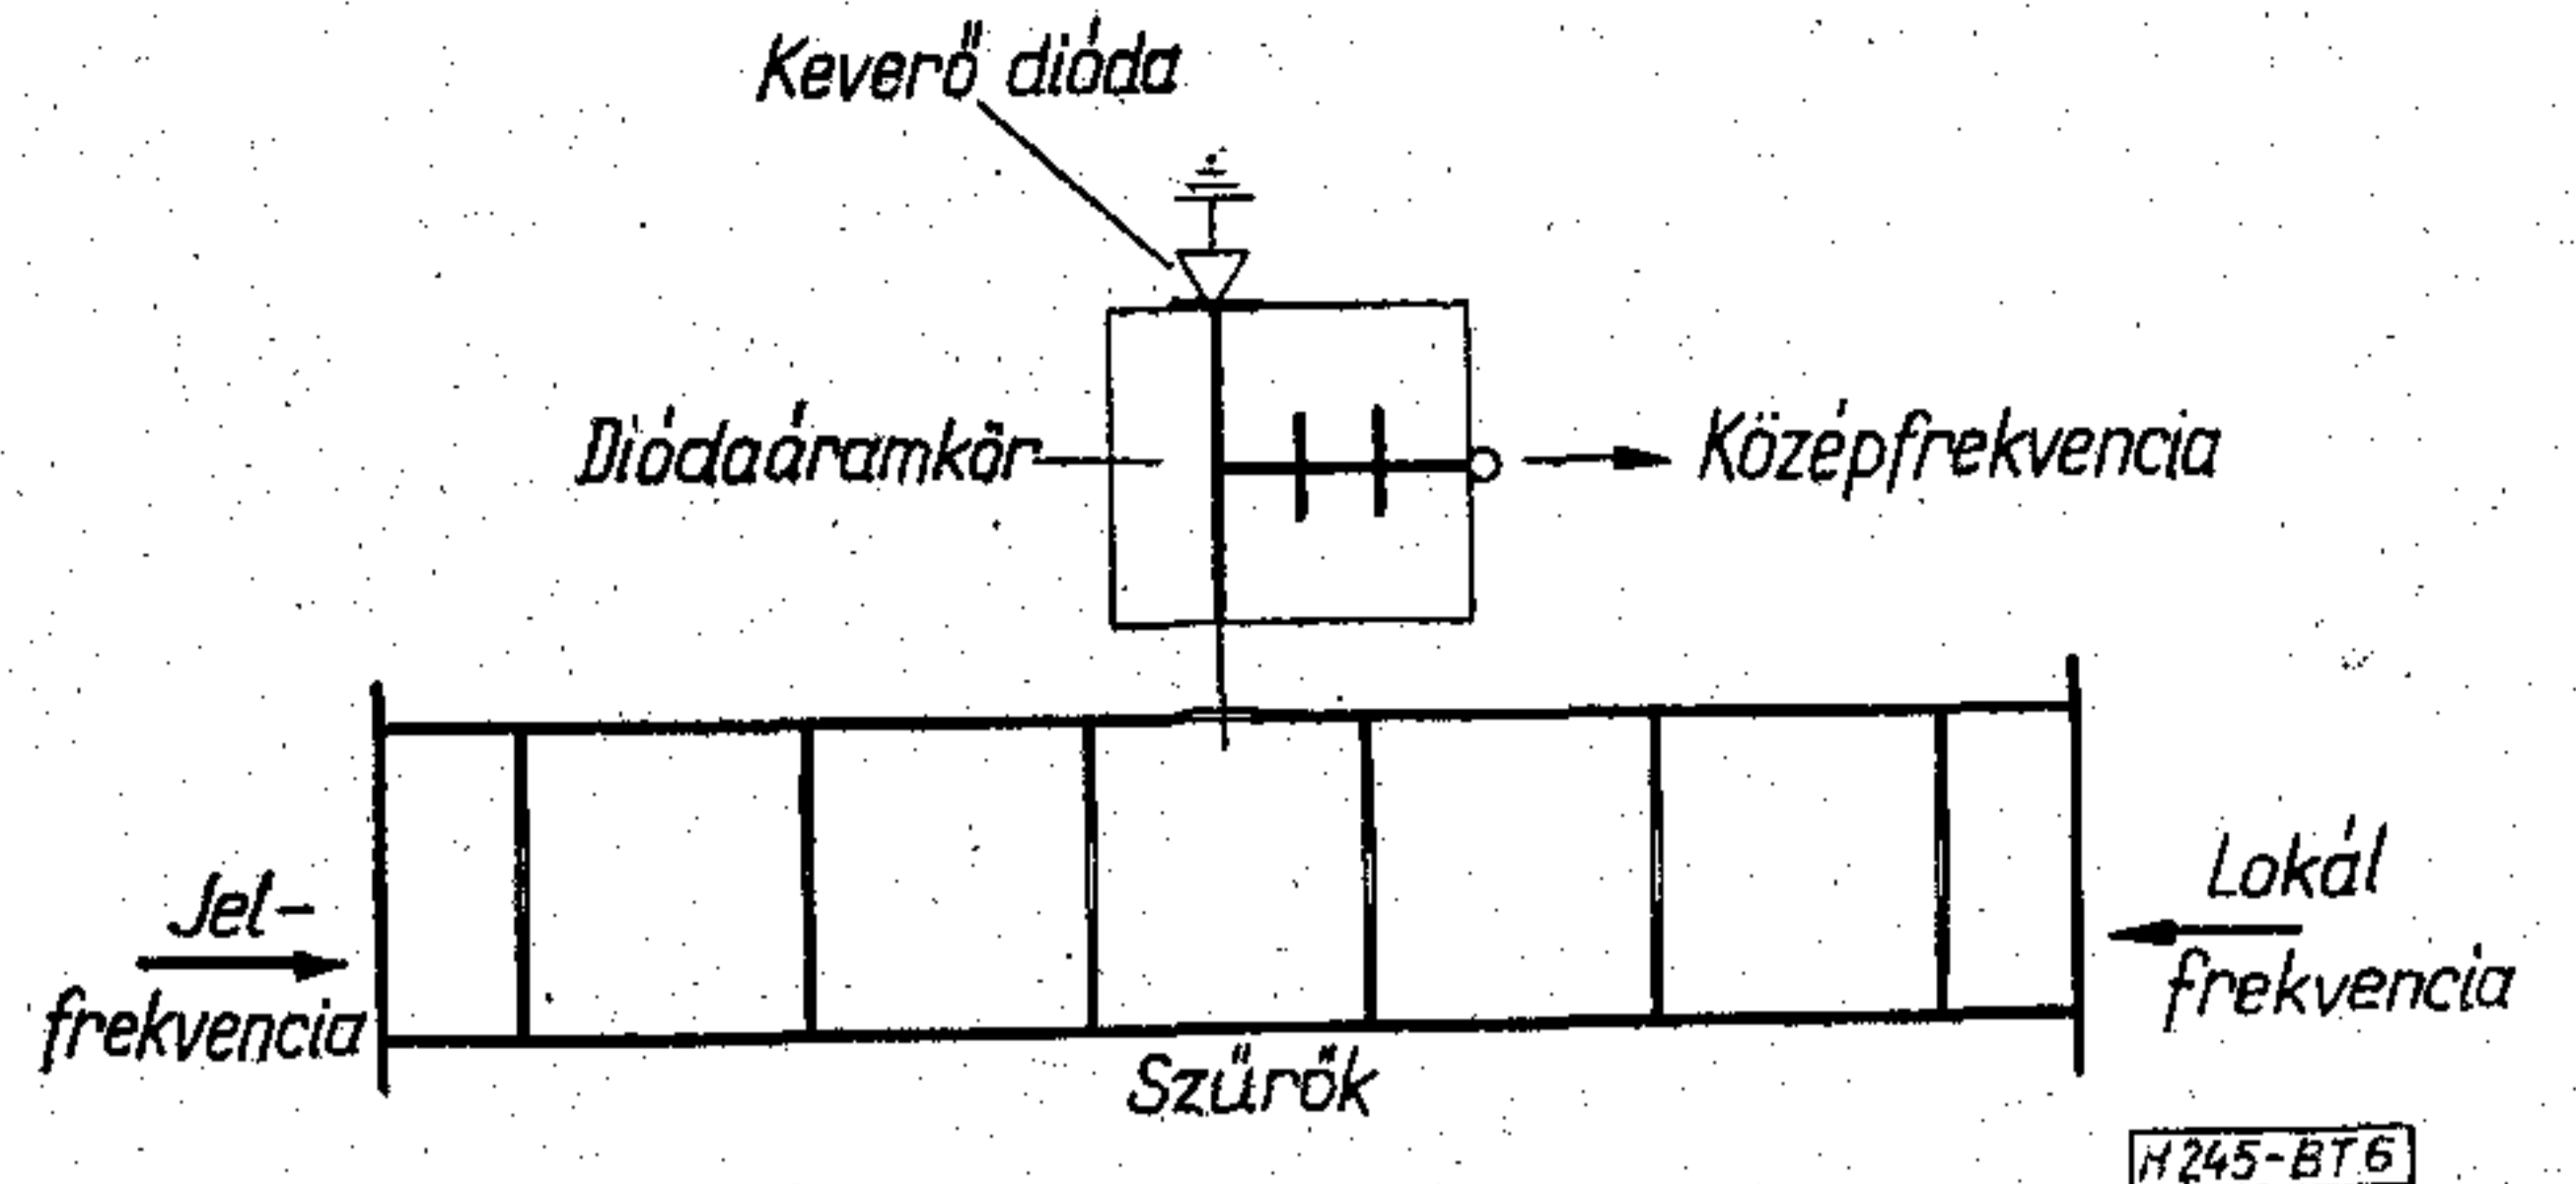 Keverő dióda
Diódaáramkör
Középfrekvencia
Jel-
frekvencia
Lokál
frekvencia
Szűrők
H245-BT6